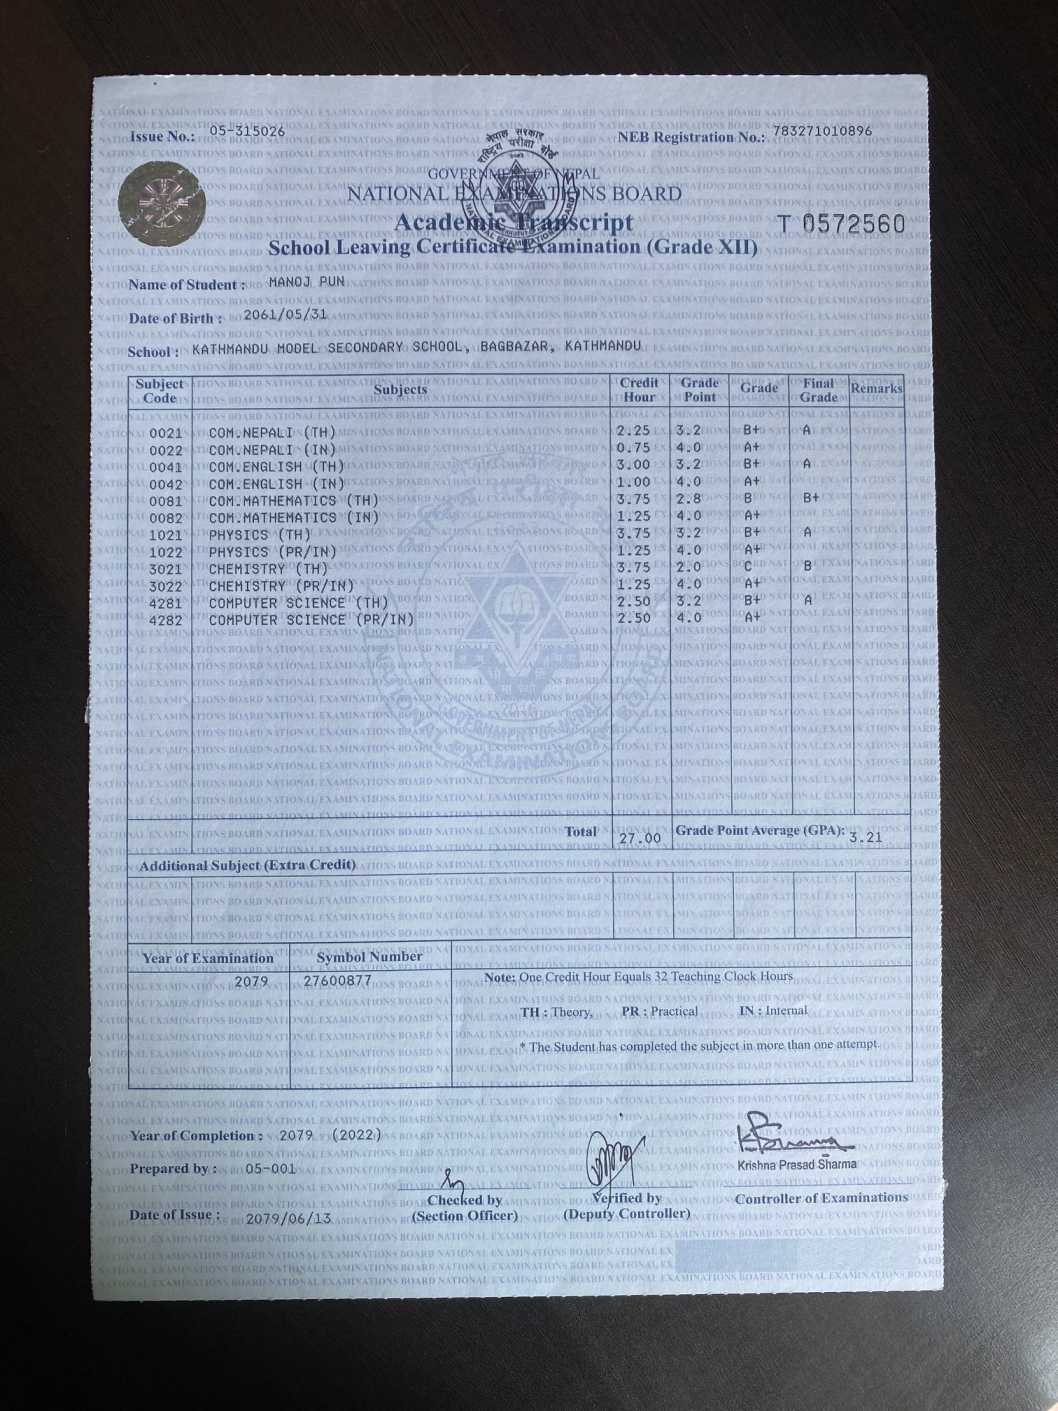 Issue No.: 05-315026
NEB Registration No.: 783271010896
नेपाल सरकार
राष्ट्रिय परीक्षा बोर्ड
GOVERNMENT OF NEPAL
NATIONAL EXAMINATIONS BOARD
Academic Transcript
T 0572560
School Leaving Certificate Examination (Grade XII)
Name of Student : MANOJ PUN
Date of Birth : 2061/05/31
School : KATHMANDU MODEL SECONDARY SCHOOL, BAGBAZAR, KATHMANDU
Subject Code Subjects Credit Hour Grade Point Grade Final Grade Remarks
0021 COM.NEPALI (TH) 2.25 3.2 B+ A
0022 COM.NEPALI (IN) 0.75 4.0 A+
0041 COM.ENGLISH (TH) 3.00 3.2 B+ A
0042 COM.ENGLISH (IN) 1.00 4.0 A+
0081 COM.MATHEMATICS (TH) 3.75 2.8 B B+
0082 COM.MATHEMATICS (IN) 1.25 4.0 A+
1021 PHYSICS (TH) 3.75 3.2 B+ A
1022 PHYSICS (PR/IN) 1.25 4.0 A+
3021 CHEMISTRY (TH) 3.75 2.0 C B
3022 CHEMISTRY (PR/IN) 1.25 4.0 A+
4281 COMPUTER SCIENCE (TH) 2.50 3.2 B+ A
4282 COMPUTER SCIENCE (PR/IN) 2.50 4.0 A+
Total 27.00 Grade Point Average (GPA): 3.21
Additional Subject (Extra Credit)
Year of Examination Symbol Number
2079 27600877
Note: One Credit Hour Equals 32 Teaching Clock Hours
TH : Theory, PR : Practical IN : Internal
* The Student has completed the subject in more than one attempt.
Year of Completion : 2079 (2022)
Prepared by : 05-001
Krishna Prasad Sharma
Checked by
(Section Officer)
Verified by
(Deputy Controller)
Controller of Examinations
Date of Issue : 2079/06/13